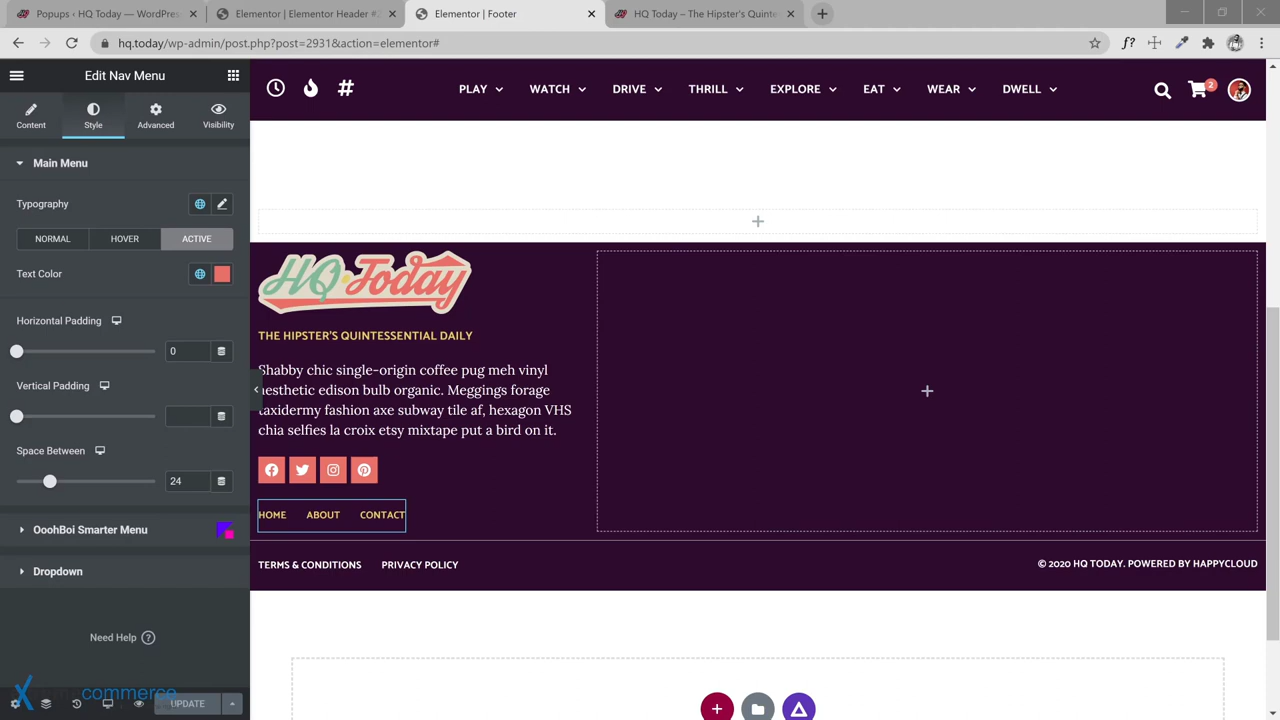 Popups ‹ HQ Today — WordPres
Elementor | Elementor Header #2
Elementor | Footer
HQ Today – The Hipster's Quinte
hq.today/wp-admin/post.php?post=2931&action=elementor#
Edit Nav Menu
PLAY
WATCH
DRIVE
THRILL
EXPLORE
EAT
WEAR
DWELL
2
Content
Style
Advanced
Visibility
Main Menu
Typography
NORMAL
HOVER
ACTIVE
Text Color
Horizontal Padding
0
Vertical Padding
Space Between
24
OoohBoi Smarter Menu
Dropdown
Need Help
UPDATE
HQ Today
THE HIPSTER'S QUINTESSENTIAL DAILY
Shabby chic single-origin coffee pug meh vinyl
aesthetic edison bulb organic. Meggings forage
taxidermy fashion axe subway tile af, hexagon VHS
chia selfies la croix etsy mixtape put a bird on it.
HOME
ABOUT
CONTACT
TERMS & CONDITIONS
PRIVACY POLICY
© 2020 HQ TODAY. POWERED BY HAPPYCLOUD